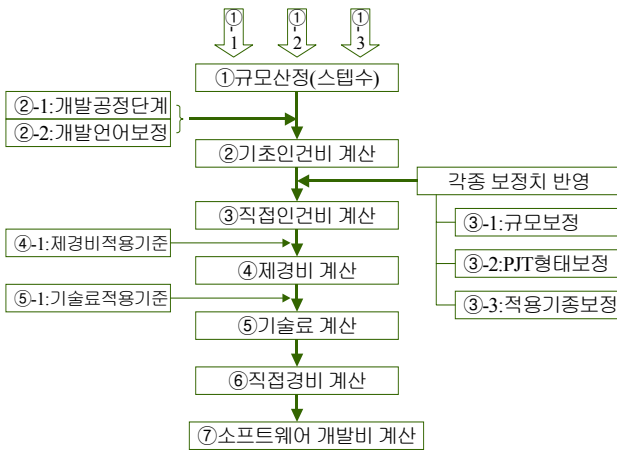 ①-1 ①-2 ①-3
①규모산정(스텝수)
②-1:개발공정단계
②-2:개발언어보정
②기초인건비 계산
각종 보정치 반영
③직접인건비 계산
③-1:규모보정
④-1:제경비적용기준
③-2:PJT형태보정
④제경비 계산
⑤-1:기술료적용기준
③-3:적용기종보정
⑤기술료 계산
⑥직접경비 계산
⑦소프트웨어 개발비 계산